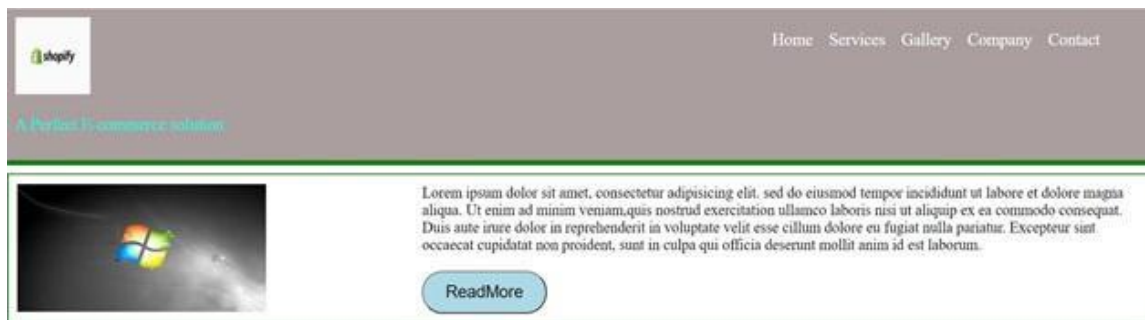 shopify
Home Services Gallery Company Contact
A Perfect E-commerce solution
Lorem ipsum dolor sit amet, consectetur adipisicing elit. sed do eiusmod tempor incididunt ut labore et dolore magna
aliqua. Ut enim ad minim veniam,quis nostrud exercitation ullamco laboris nisi ut aliquip ex ea commodo consequat.
Duis aute irure dolor in reprehenderit in voluptate velit esse cillum dolore eu fugiat nulla pariatur. Excepteur sint
occaecat cupidatat non proident, sunt in culpa qui officia deserunt mollit anim id est laborum.
ReadMore